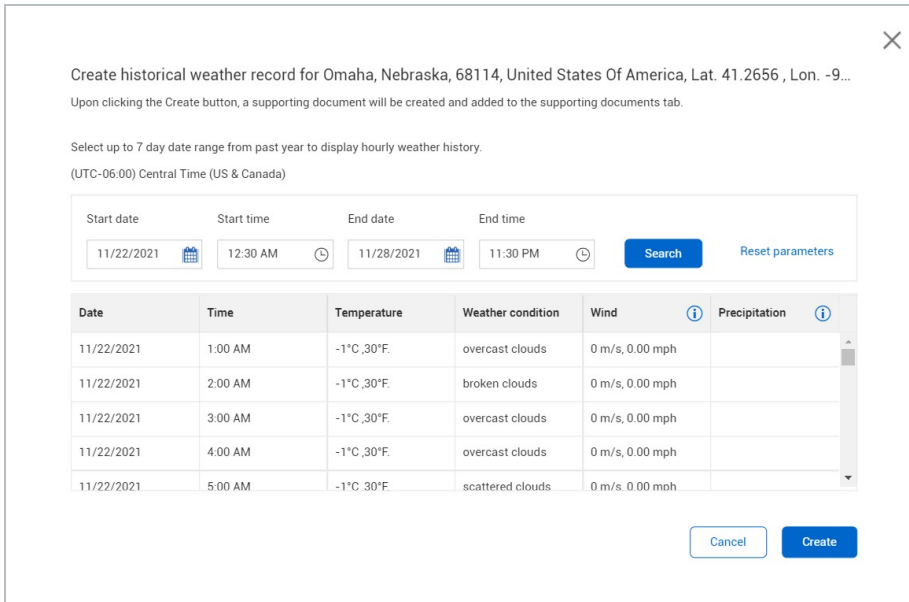 Create historical weather record for Omaha, Nebraska, 68114, United States Of America, Lat. 41.2656 , Lon. -9...
Upon clicking the Create button, a supporting document will be created and added to the supporting documents tab.
Select up to 7 day date range from past year to display hourly weather history.
(UTC-06:00) Central Time (US & Canada)
Start date Start time End date End time
11/22/2021 12:30 AM 11/28/2021 11:30 PM Search Reset parameters
Date Time Temperature Weather condition Wind Precipitation
11/22/2021 1:00 AM -1°C ,30°F. overcast clouds 0 m/s, 0.00 mph
11/22/2021 2:00 AM -1°C ,30°F. broken clouds 0 m/s, 0.00 mph
11/22/2021 3:00 AM -1°C ,30°F. overcast clouds 0 m/s, 0.00 mph
11/22/2021 4:00 AM -1°C ,30°F. overcast clouds 0 m/s, 0.00 mph
11/22/2021 5:00 AM -1°C ,30°F. scattered clouds 0 m/s, 0.00 mph
Cancel Create